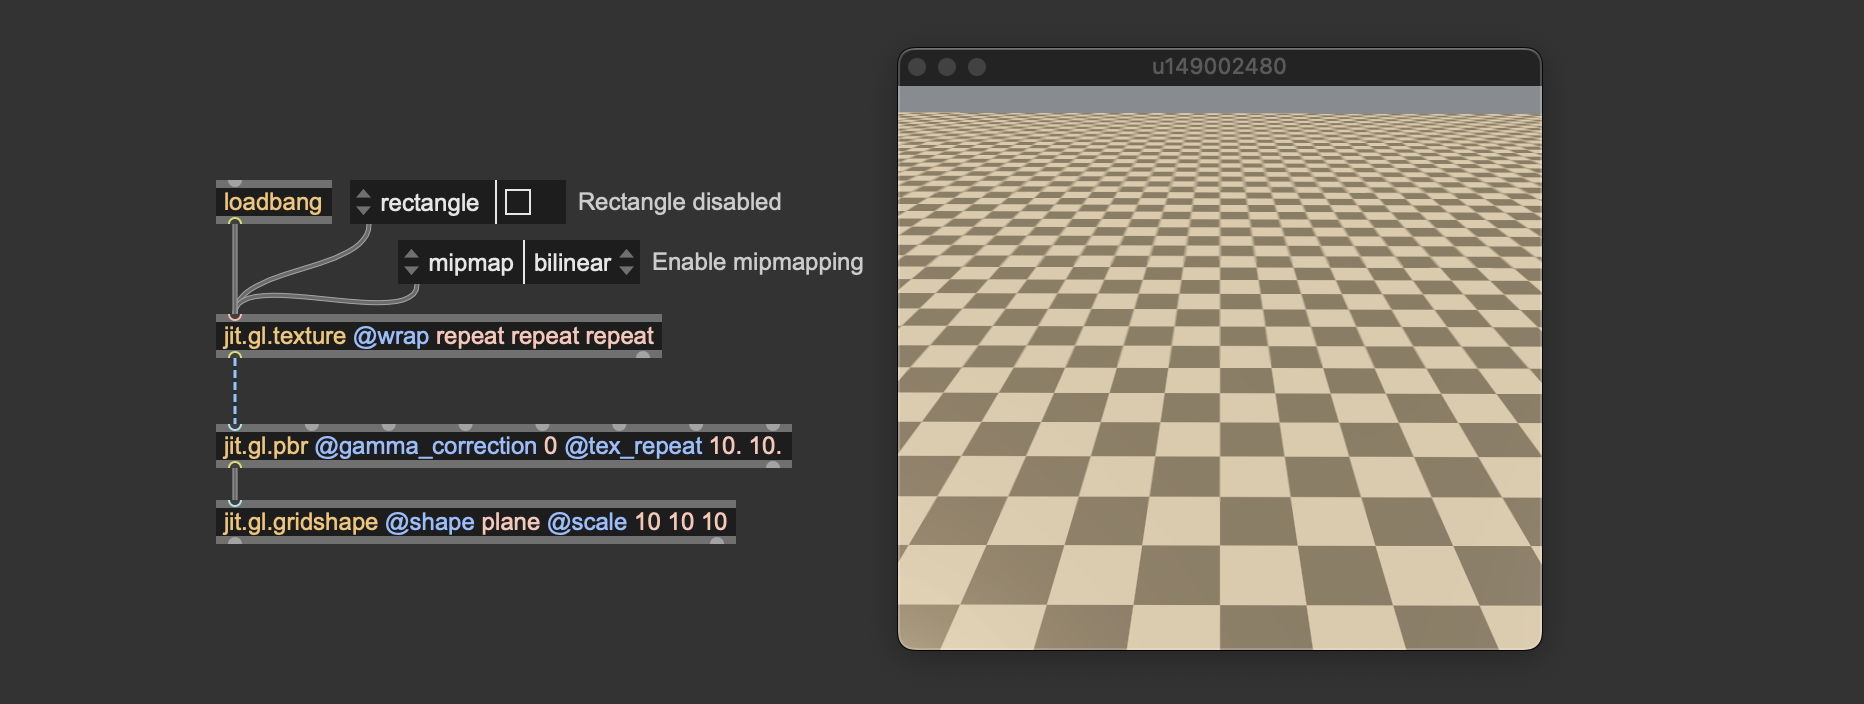 u149002480
loadbang
rectangle
Rectangle disabled
mipmap
bilinear
Enable mipmapping
jit.gl.texture @wrap repeat repeat repeat
jit.gl.pbr @gamma_correction 0 @tex_repeat 10. 10.
jit.gl.gridshape @shape plane @scale 10 10 10